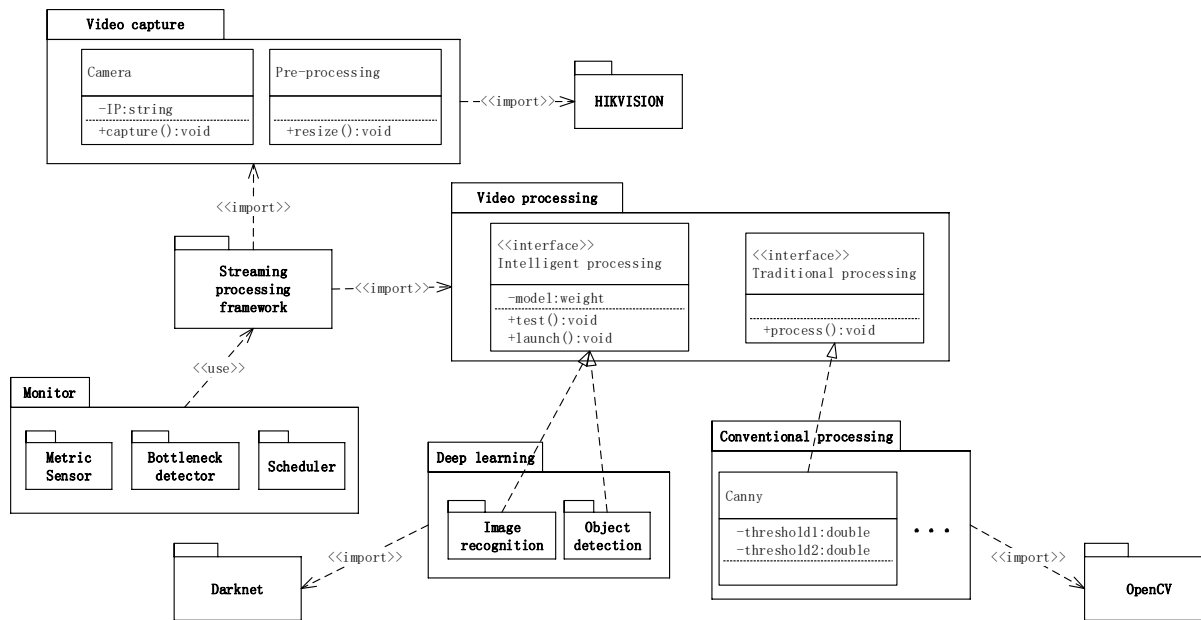 Video capture
Camera
-IP:string
+capture():void
Pre-processing
+resize():void
<<import>>
HIKVISION
<<import>>
Streaming
processing
framework
<<import>>
Video processing
<<interface>>
Intelligent processing
-model:weight
+test():void
+launch():void
<<interface>>
Traditional processing
+process():void
<<use>>
Monitor
Metric
Sensor
Bottleneck
detector
Scheduler
Deep learning
Image
recognition
Object
detection
<<import>>
Darknet
Conventional processing
Canny
-threshold1:double
-threshold2:double
...
<<import>>
OpenCV